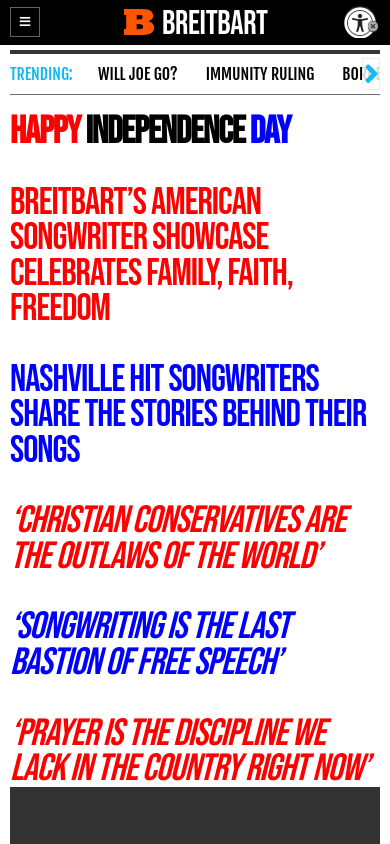 B BREITBART
TRENDING: WILL JOE GO? IMMUNITY RULING
HAPPY INDEPENDENCE DAY
BREITBART’S AMERICAN
SONGWRITER SHOWCASE
CELEBRATES FAMILY, FAITH,
FREEDOM
NASHVILLE HIT SONGWRITERS
SHARE THE STORIES BEHIND THEIR
SONGS
‘CHRISTIAN CONSERVATIVES ARE
THE OUTLAWS OF THE WORLD’
‘SONGWRITING IS THE LAST
BASTION OF FREE SPEECH’
‘PRAYER IS THE DISCIPLINE WE
LACK IN THE COUNTRY RIGHT NOW’